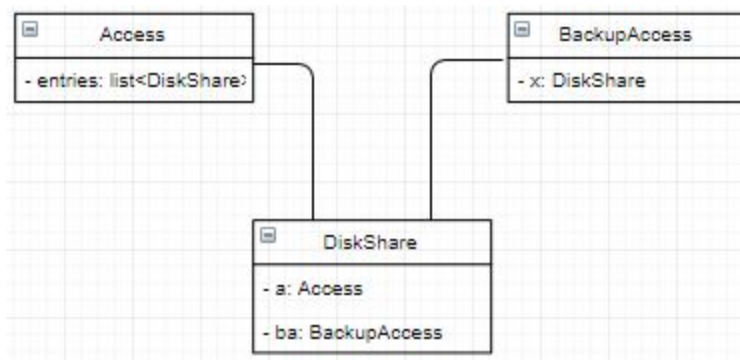 Access
- entries: list<DiskShare>
BackupAccess
- x: DiskShare
DiskShare
- a: Access
- ba: BackupAccess